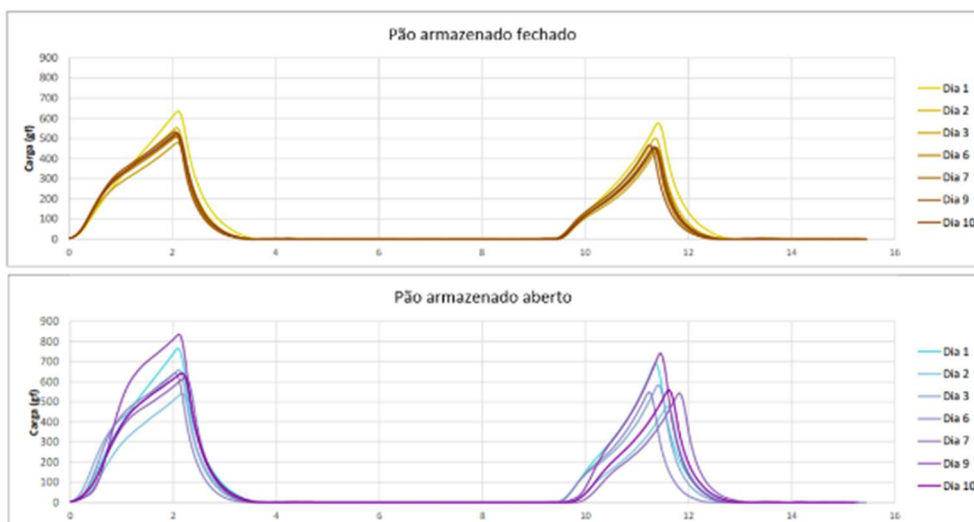 Pão armazenado fechado
900
800
700
600
500
400
300
200
100
0
Carga (gf)
0 2 4 6 8 10 12 14 16
Dia 1
Dia 2
Dia 3
Dia 6
Dia 7
Dia 9
Dia 10
Pão armazenado aberto
900
800
700
600
500
400
300
200
100
0
Carga (gf)
0 2 4 6 8 10 12 14 16
Dia 1
Dia 2
Dia 3
Dia 6
Dia 7
Dia 9
Dia 10